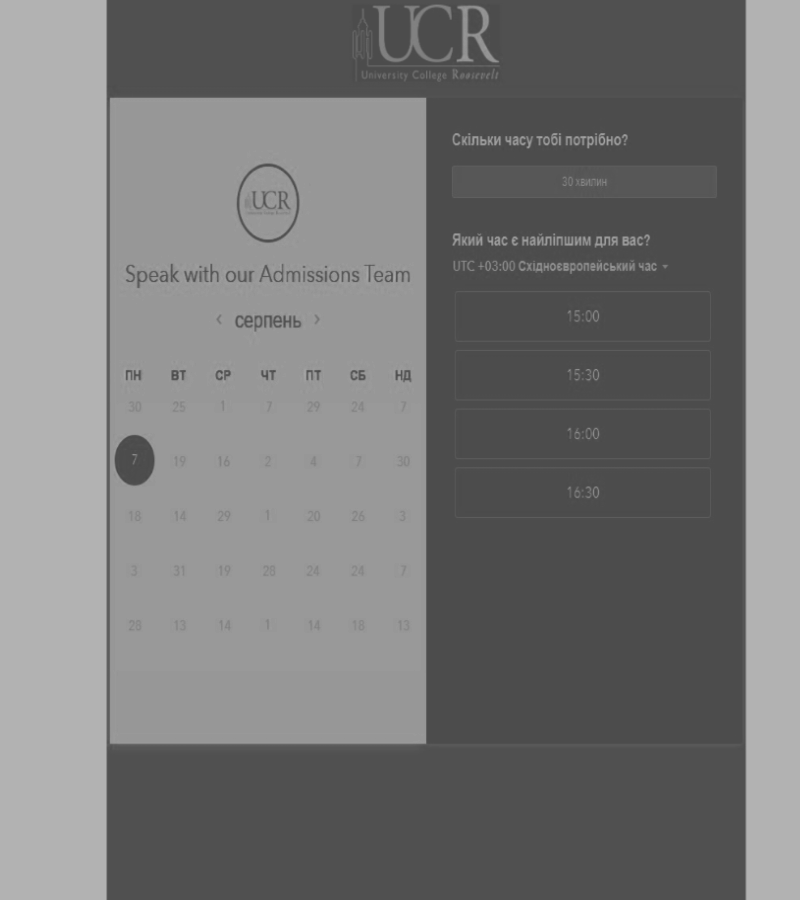 UCR
University College Roosevelt
UCR
Speak with our Admissions Team
‹ серпень ›
ПН ВТ СР ЧТ ПТ СБ НД
30 25 1 7 29 24 7
7 19 16 2 4 7 30
18 14 29 1 20 26 3
3 31 19 28 24 24 7
28 13 14 1 14 18 13
Скільки часу тобі потрібно?
30 хвилин
Який час є найліпшим для вас?
UTC +03:00 Східноєвропейський час
15:00
15:30
16:00
16:30